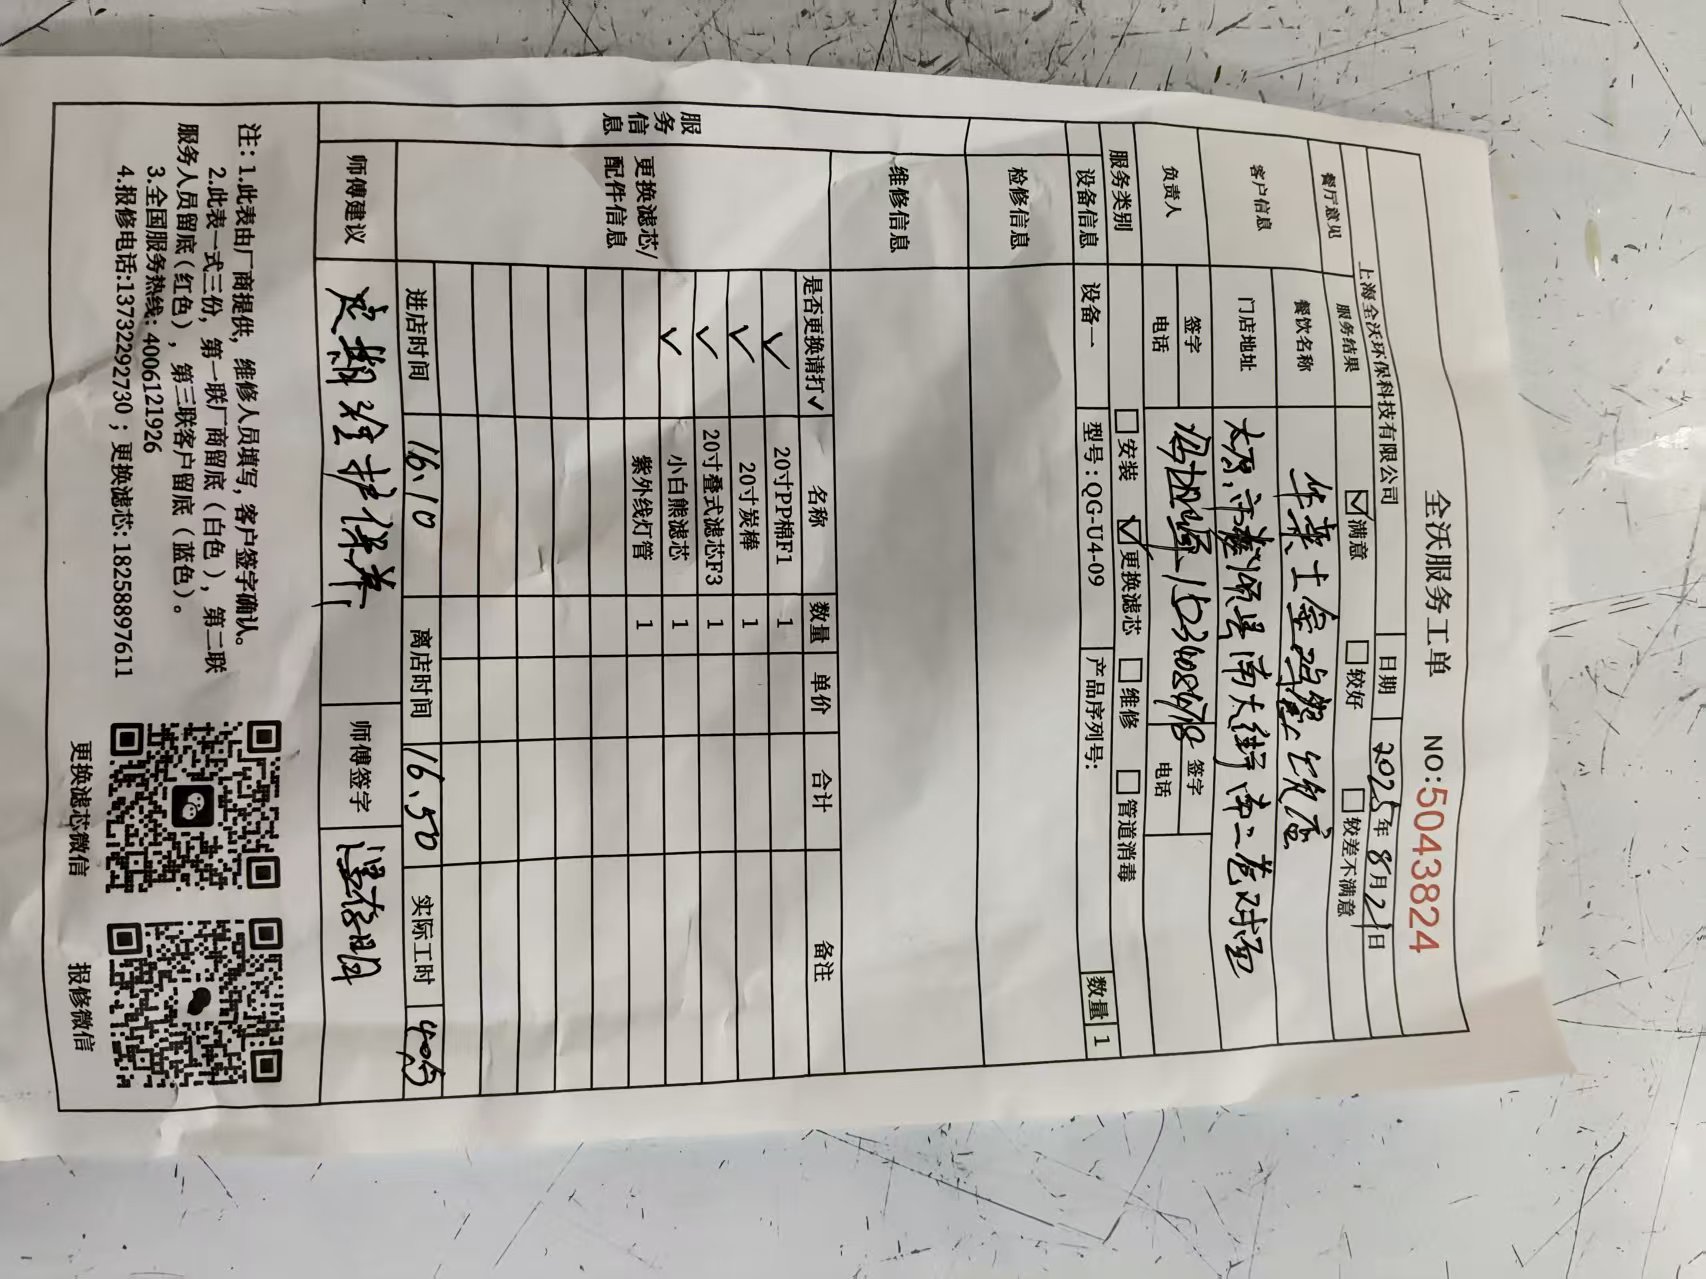 全沃服务工单 NO:5043824
上海全沃环保科技有限公司 日期 2025年8月21日
餐厅意见 服务结果 ☑满意 □较好 □较差不满意
客户信息 餐饮名称 华莱士
门店地址 太原市清徐县南大街南二巷对面
负责人 签字 签字
电话 电话
服务类别 □安装 ☑更换滤芯 □维修 □管道消毒
设备信息 设备一 型号:QG-U4-09 产品序列号: 数量 1
服务信息
检修信息
维修信息
更换滤芯/配件信息
是否更换请打✓ 名称 数量 单价 合计 备注
✓ 20寸PP棉F1 1
✓ 20寸炭棒 1
✓ 20寸叠式滤芯F3 1
✓ 小白熊滤芯 1
紫外线灯管 1
进店时间 16.10 离店时间 16.50 实际工时 40分
师傅建议 定期检护保养 师傅签字
注: 1.此表由厂商提供, 维修人员填写, 客户签字确认。
2.此表一式三份, 第一联厂商留底 (白色), 第二联
服务人员留底 (红色), 第三联客户留底 (蓝色)。
3.全国服务热线: 4006121926
4.报修电话:13732292730 ; 更换滤芯: 18258897611
更换滤芯微信 报修微信